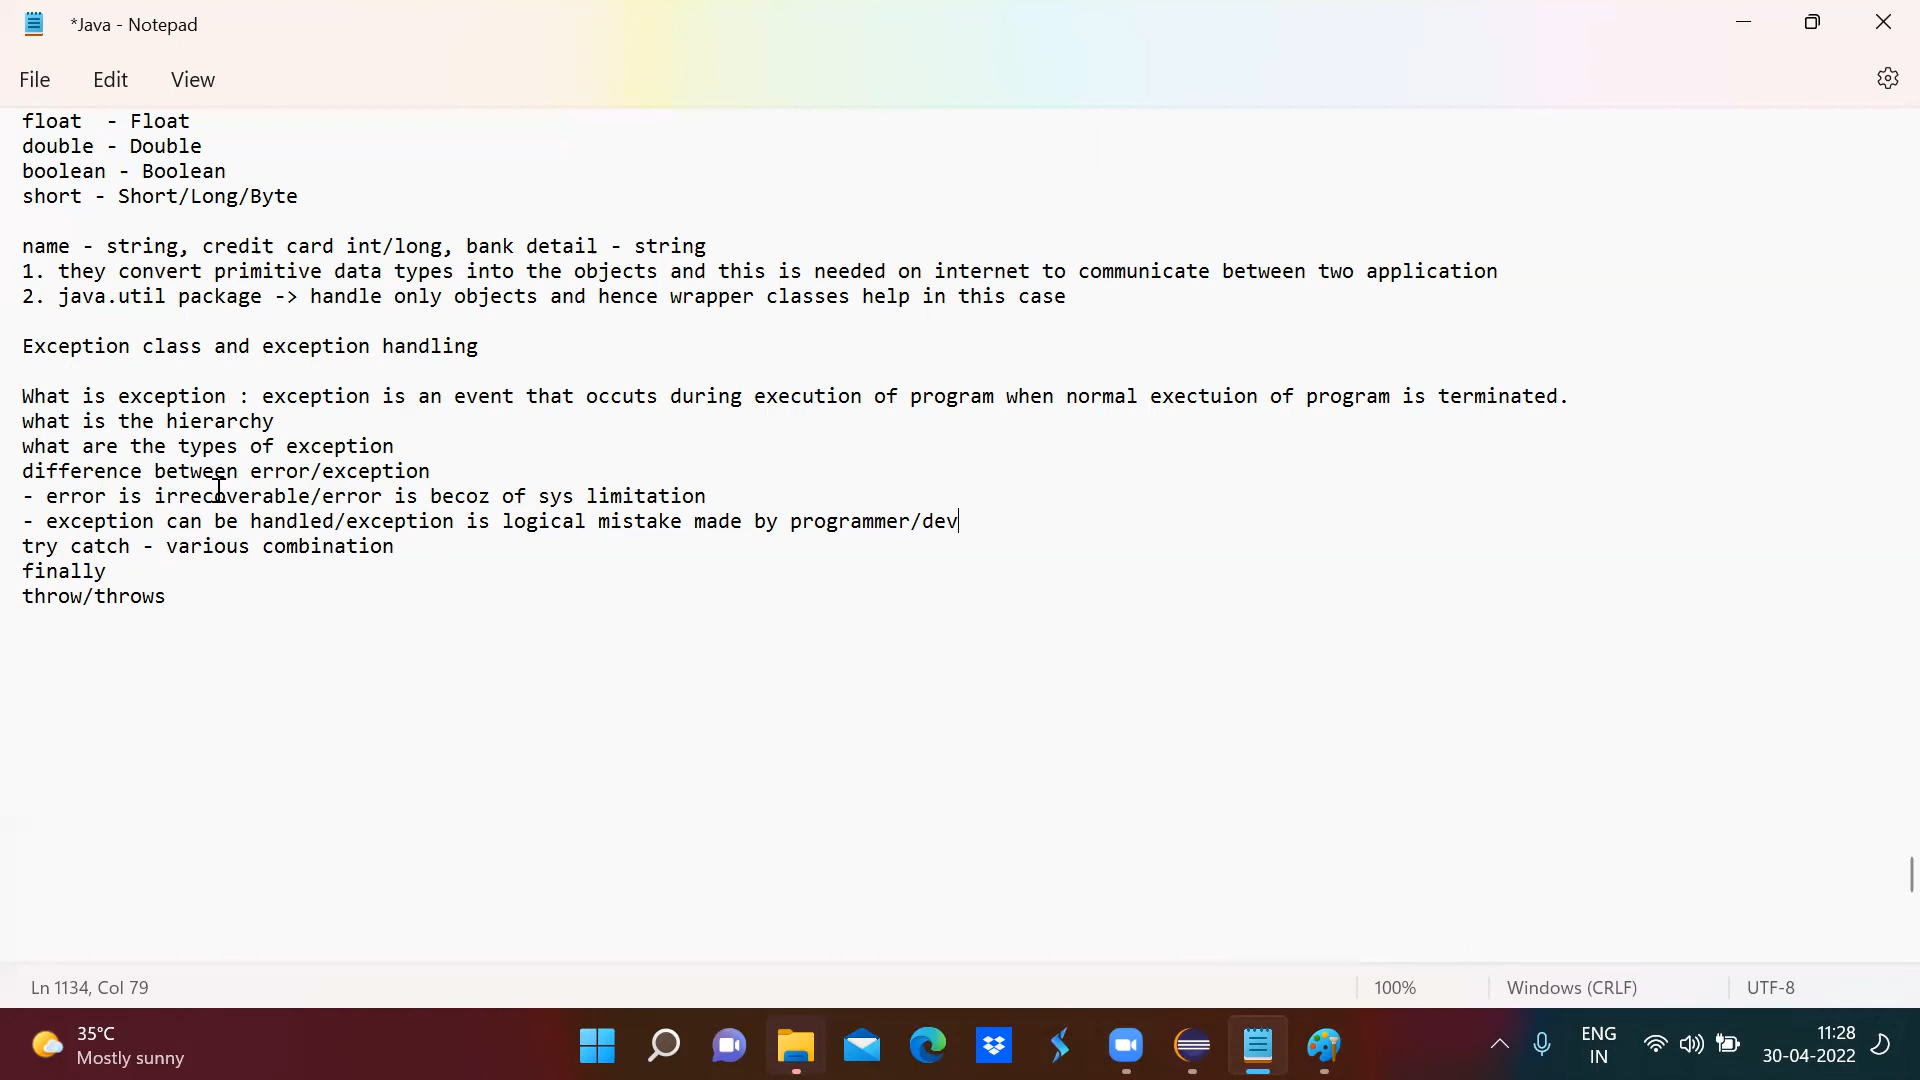 *Java - Notepad
File Edit View
float  - Float
double - Double
boolean - Boolean
short - Short/Long/Byte
name - string, credit card int/long, bank detail - string
1. they convert primitive data types into the objects and this is needed on internet to communicate between two application
2. java.util package -> handle only objects and hence wrapper classes help in this case
Exception class and exception handling
What is exception : exception is an event that occuts during execution of program when normal exectuion of program is terminated.
what is the hierarchy
what are the types of exception
difference between error/exception
- error is irrecoverable/error is becoz of sys limitation
- exception can be handled/exception is logical mistake made by programmer/dev
try catch - various combination
finally
throw/throws
Ln 1134, Col 79 100% Windows (CRLF) UTF-8
35°C
Mostly sunny
ENG
IN
11:28
30-04-2022